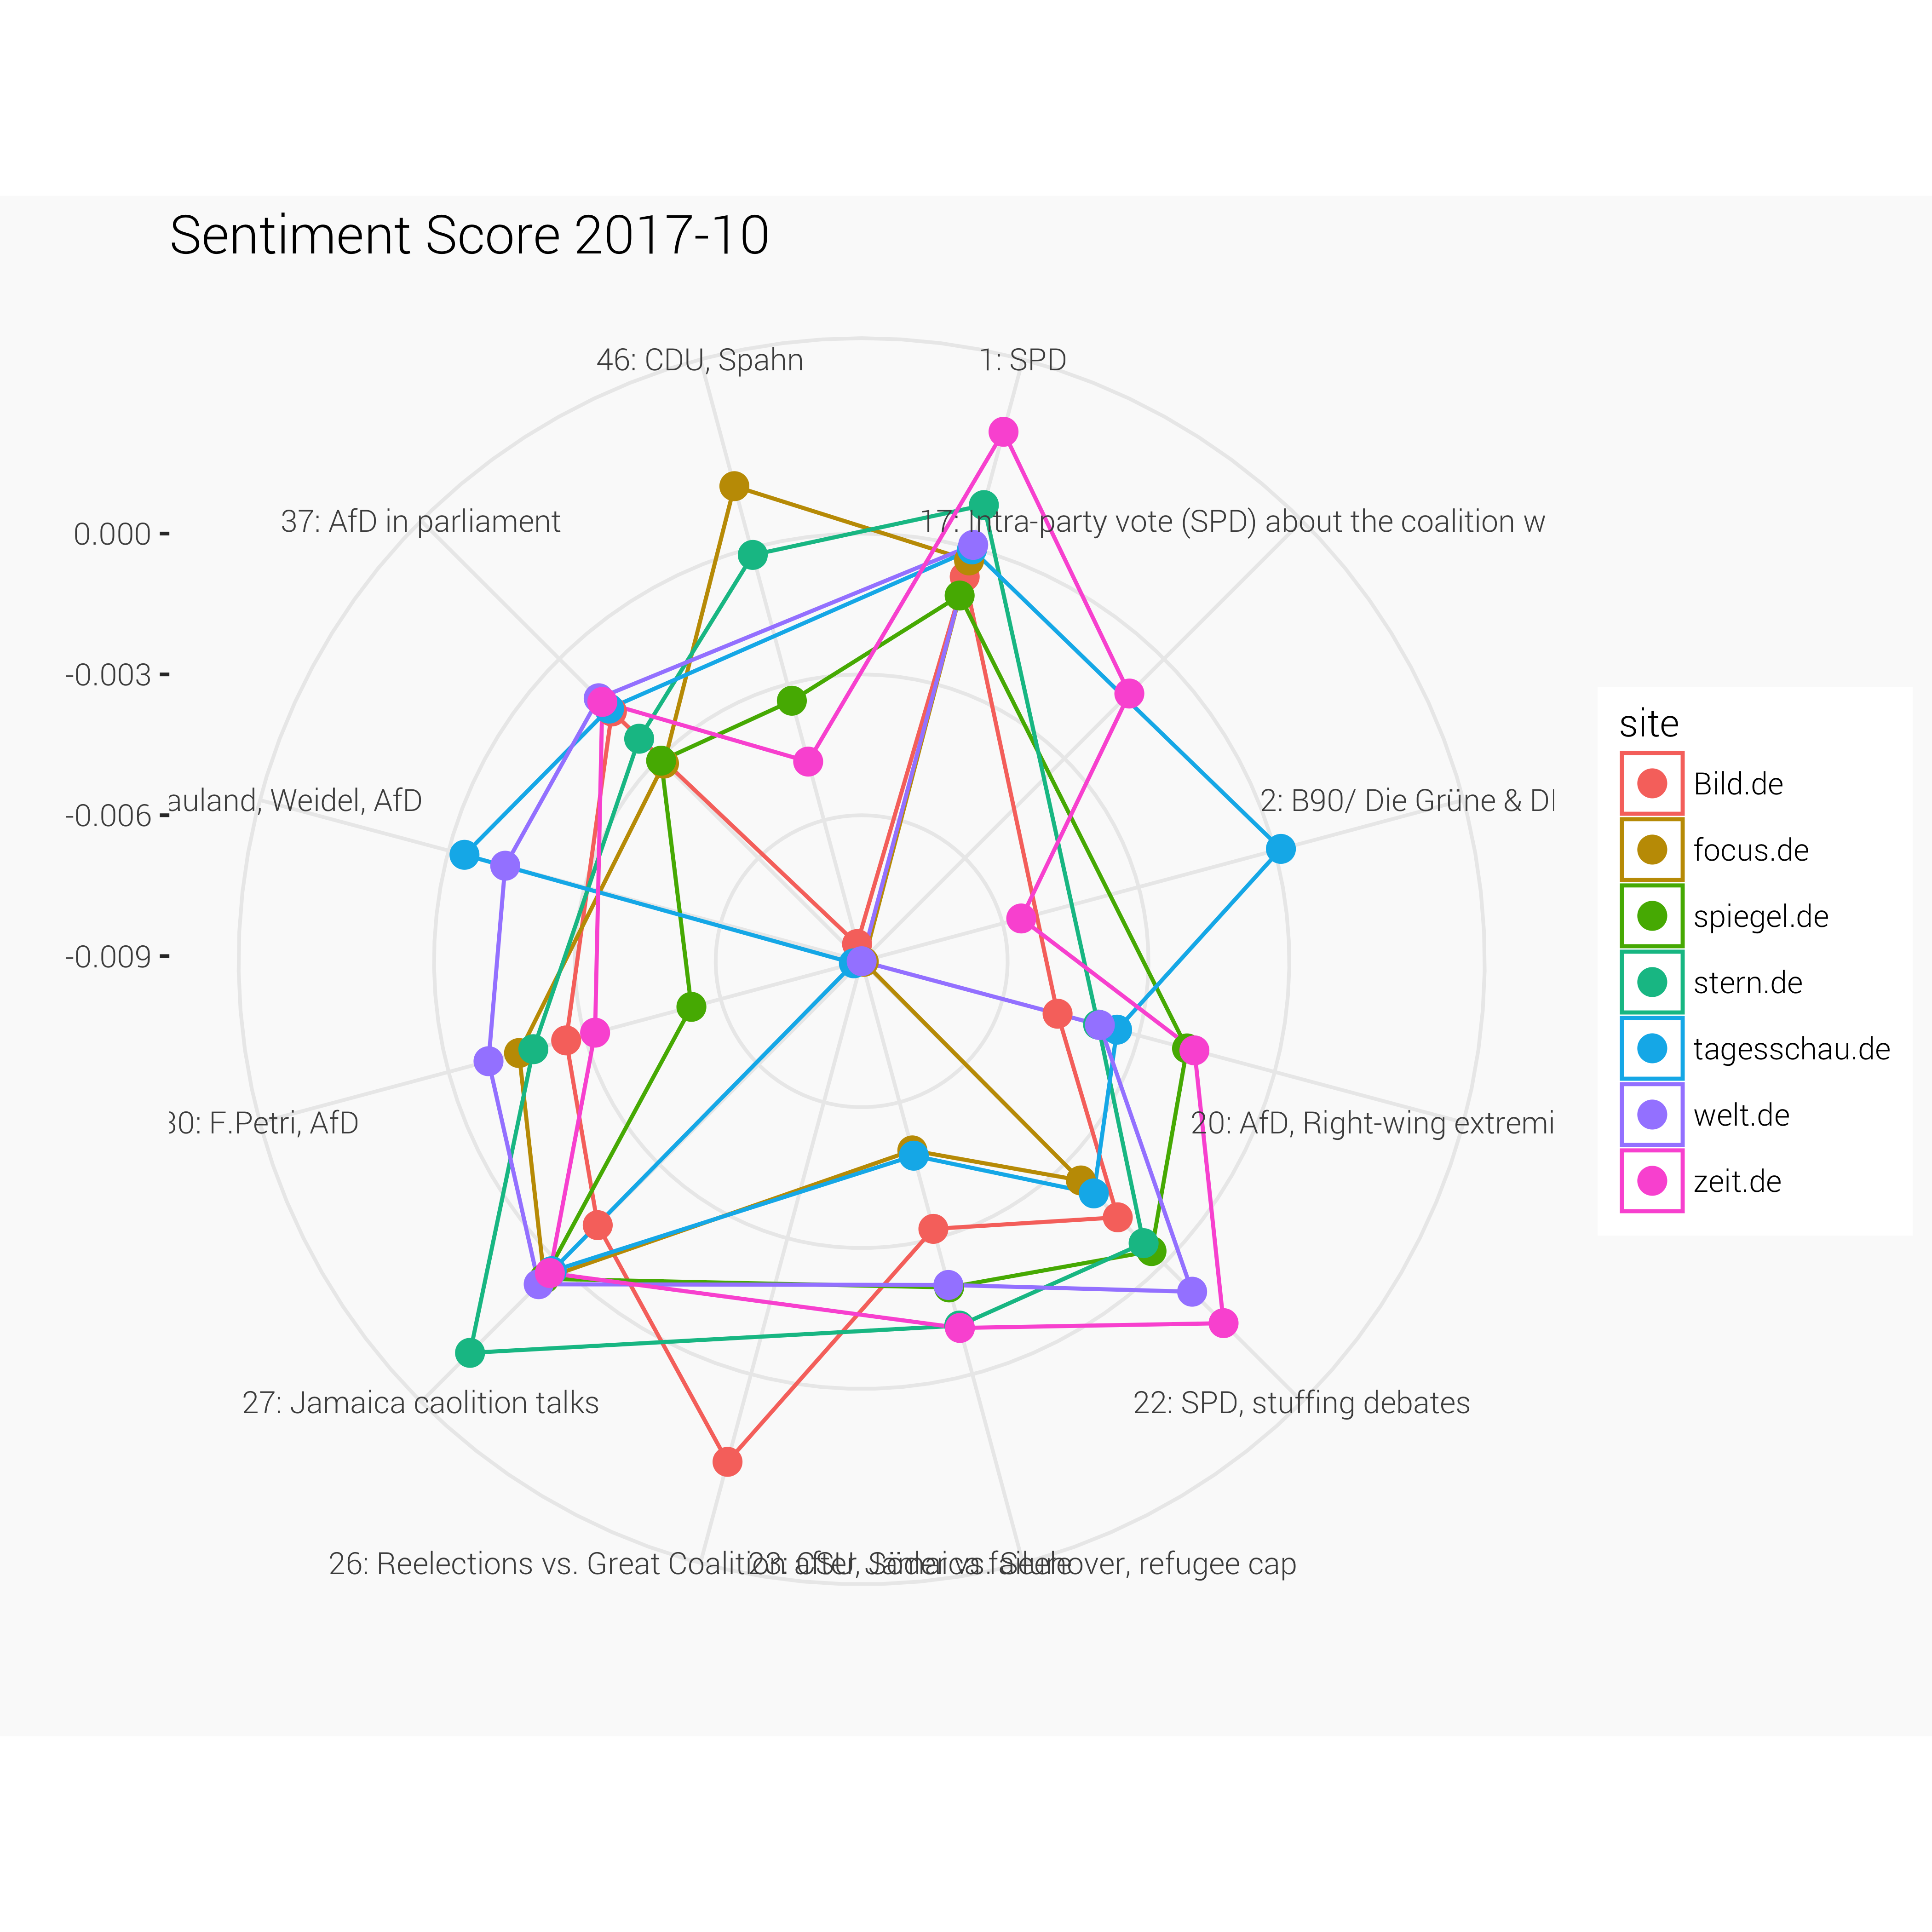 Sentiment Score 2017-10
46: CDU, Spahn
1: SPD
37: AfD in parliament
17: Intra-party vote (SPD) about the coalition w
0.000
-0.003
-0.006
-0.009
auland, Weidel, AfD
2: B90/ Die Grüne &
30: F.Petri, AfD
20: AfD, Right-wing extremi
27: Jamaica caolition talks
22: SPD, stuffing debates
26: Reelections vs. Great Coalition after Jamaica failure
23: CSU, Söder vs. Seehover, refugee cap
site
Bild.de
focus.de
spiegel.de
stern.de
tagesschau.de
welt.de
zeit.de